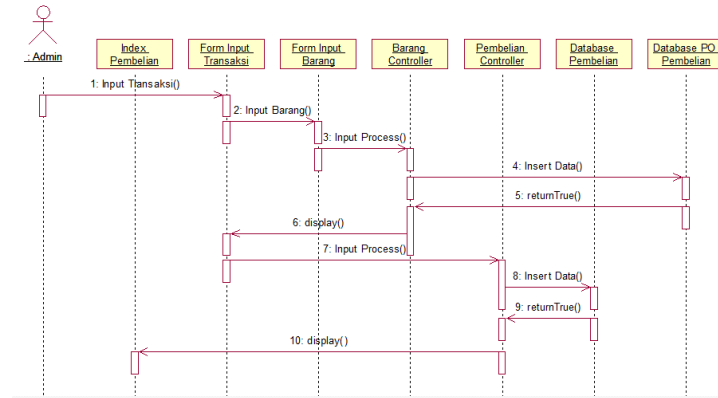 : Admin
Index
Pembelian
Form Input
Transaksi
Form Input
Barang
Barang
Controller
Pembelian
Controller
Database
Pembelian
Database PO
Pembelian
1: Input Transaksi()
2: Input Barang()
3: Input Process()
4: Insert Data()
5: returnTrue()
6: display()
7: Input Process()
8: Insert Data()
9: returnTrue()
10: display()